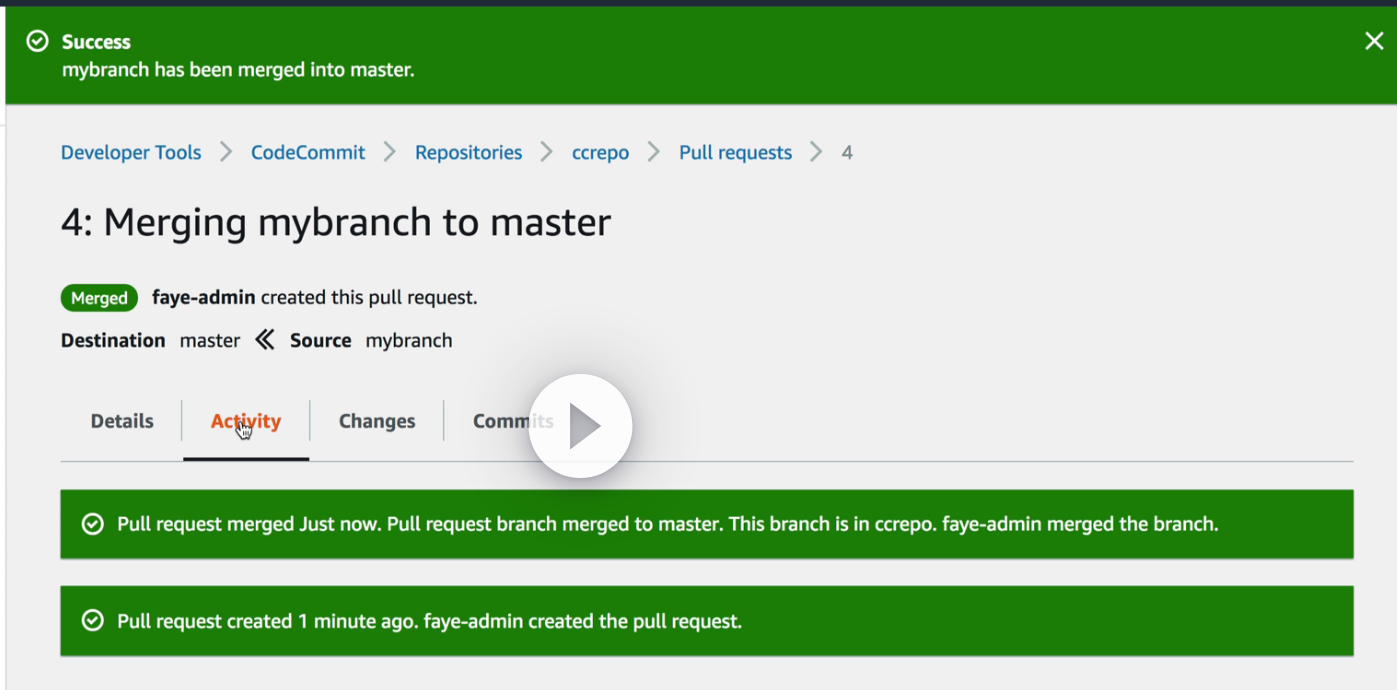 Success
mybranch has been merged into master.
Developer Tools CodeCommit Repositories ccrepo Pull requests 4
4: Merging mybranch to master
Merged faye-admin created this pull request.
Destination master Source mybranch
Details Activity Changes Commits
Pull request merged Just now. Pull request branch merged to master. This branch is in ccrepo. faye-admin merged the branch.
Pull request created 1 minute ago. faye-admin created the pull request.